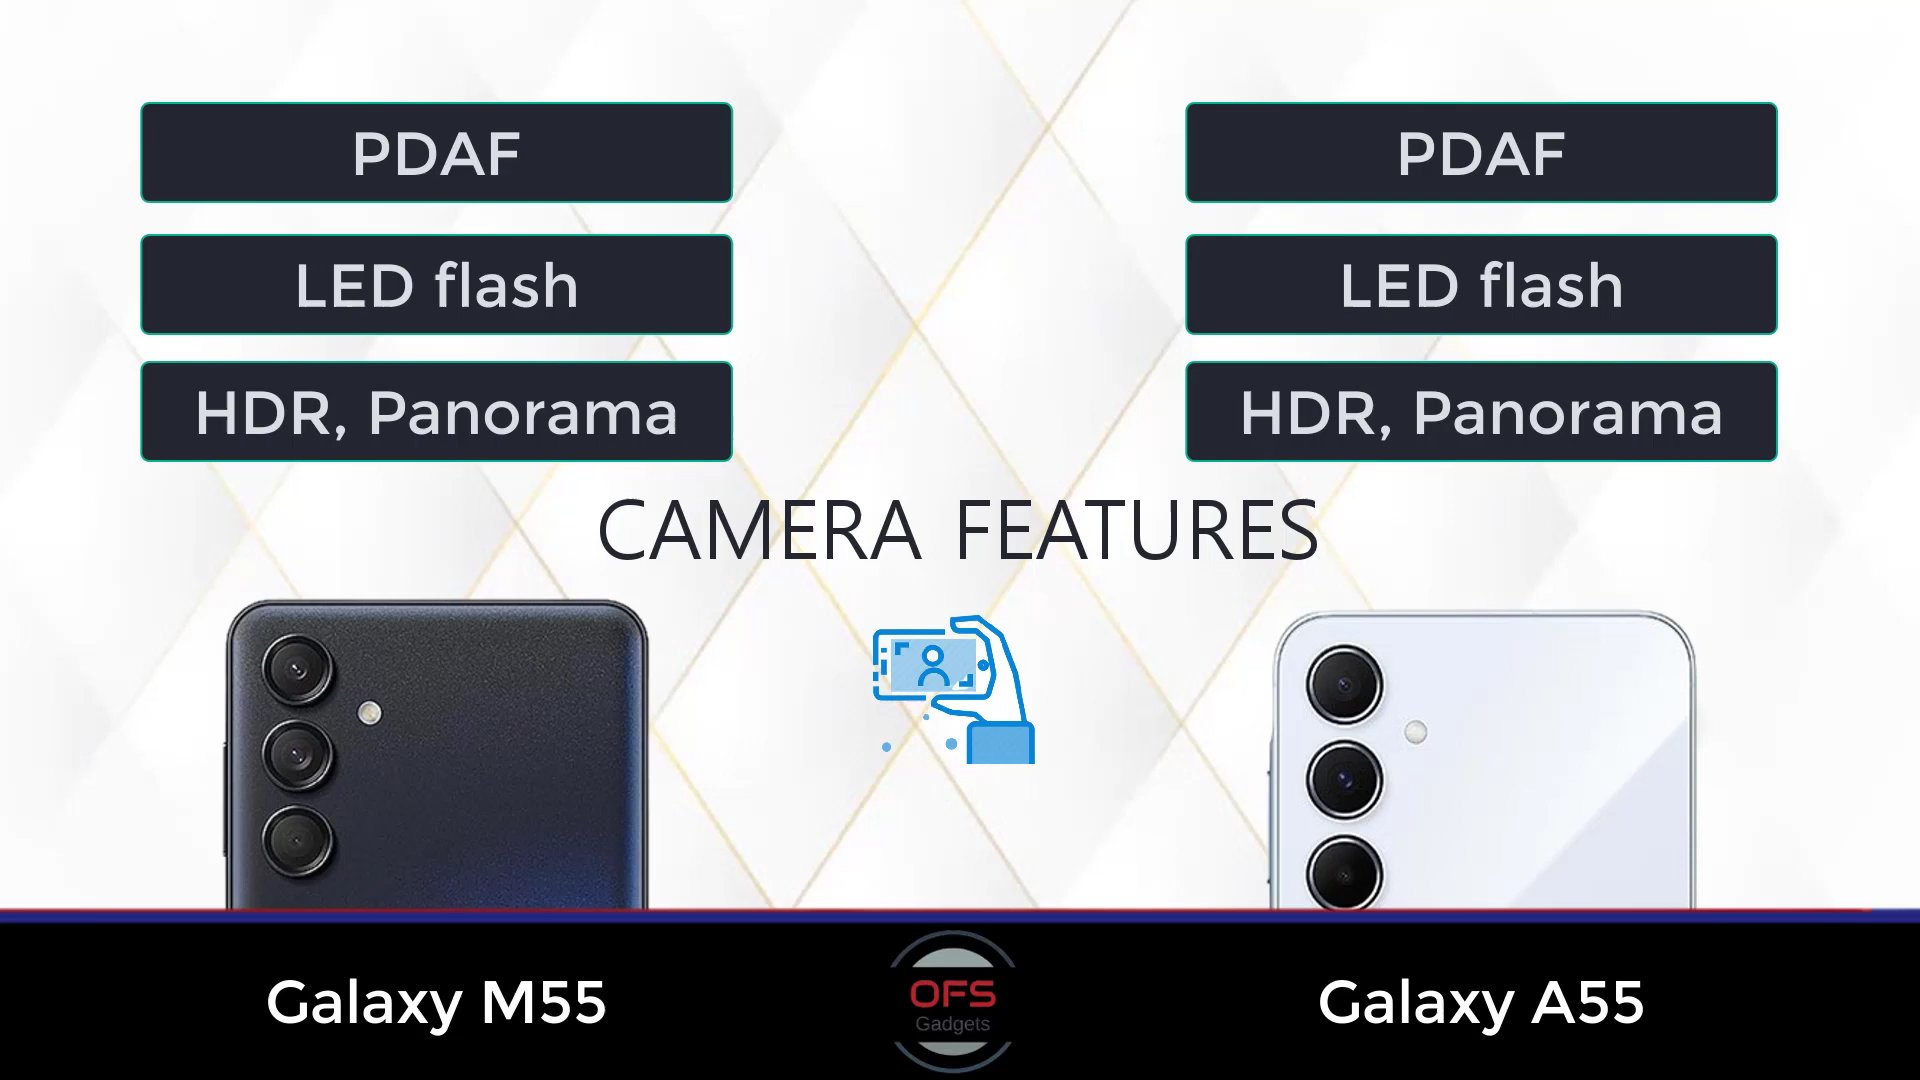 PDAF
LED flash
HDR, Panorama
PDAF
LED flash
HDR, Panorama
CAMERA FEATURES
Galaxy M55
OFS
Gadgets
Galaxy A55